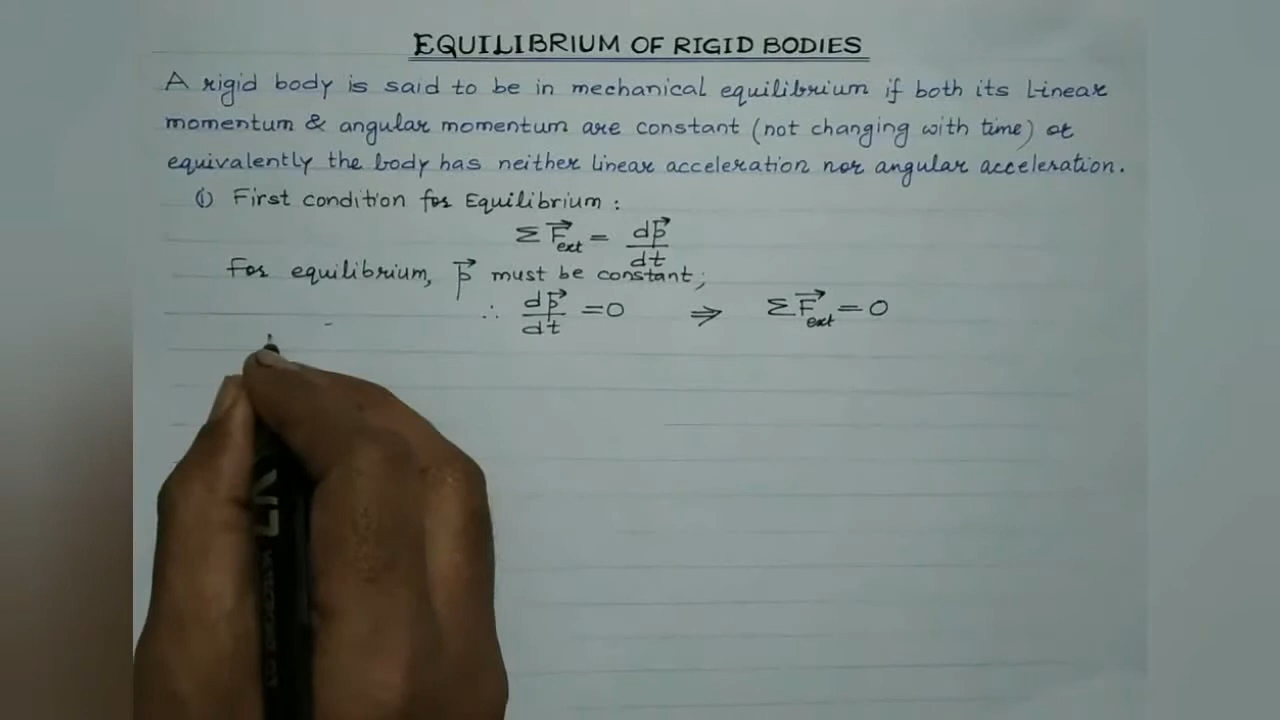 EQUILIBRIUM OF RIGID BODIES
A rigid body is said to be in mechanical equilibrium if both its Linear
momentum & angular momentum are constant (not changing with time) or
equivalently the body has neither linear acceleration nor angular acceleration.
(i) First condition for Equilibrium :
Σ F⃗ext = dp⃗/dt
For equilibrium, p⃗ must be constant;
∴ dp⃗/dt = 0 ⇒ Σ F⃗ext = 0